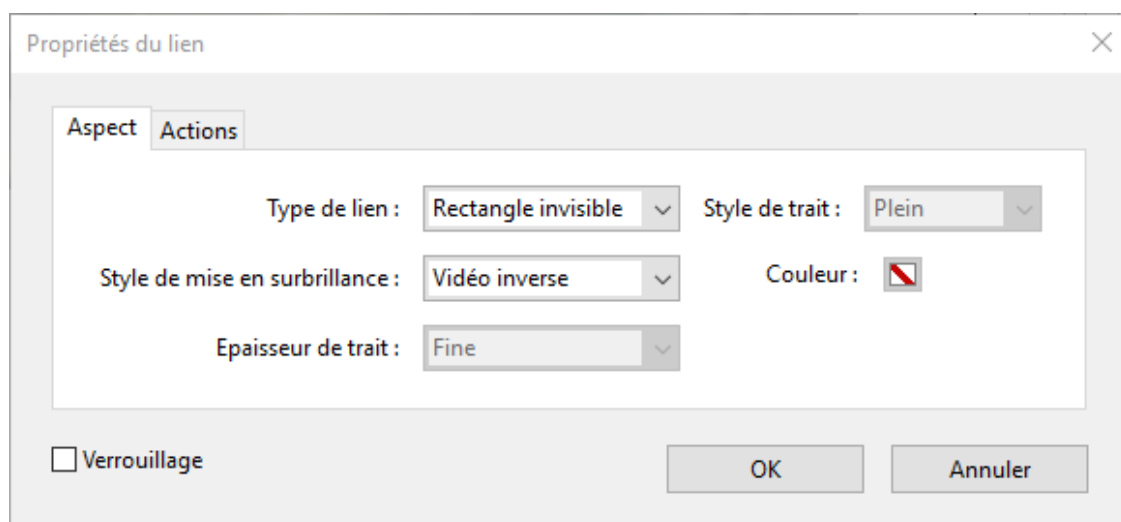 Propriétés du lien
Aspect Actions
Type de lien : Rectangle invisible Style de trait : Plein
Style de mise en surbrillance : Vidéo inverse Couleur :
Epaisseur de trait : Fine
Verrouillage OK Annuler